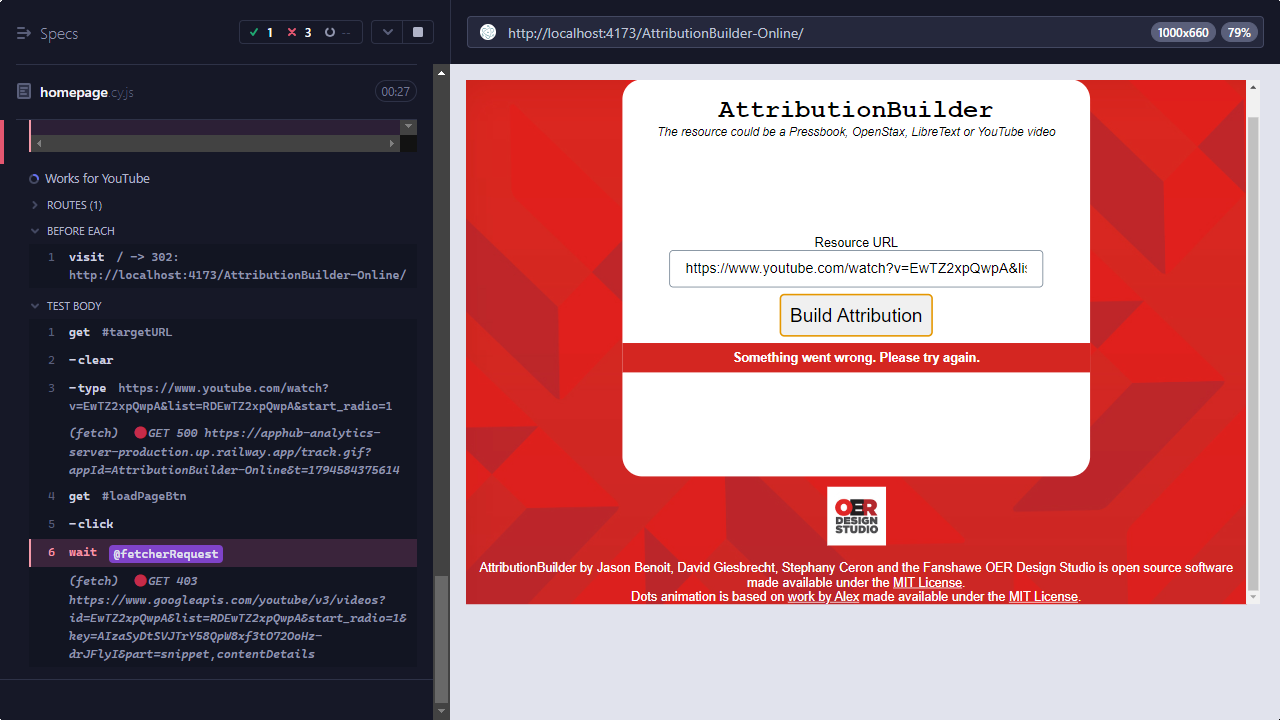 Specs
1
3
--
homepage.cy.js
00:27
Works for YouTube
ROUTES (1)
BEFORE EACH
1 visit / -> 302:
http://localhost:4173/AttributionBuilder-Online/
TEST BODY
1 get #targetURL
2 -clear
3 -type https://www.youtube.com/watch?
v=EwTZ2xpQwpA&list=RDEwTZ2xpQwpA&start_radio=1
(fetch) GET 500 https://apphub-analytics-
server-production.up.railway.app/track.gif?
appId=AttributionBuilder-Online&t=1794584375614
4 get #loadPageBtn
5 -click
6 wait @fetcherRequest
(fetch) GET 403
https://www.googleapis.com/youtube/v3/videos?
id=EwTZ2xpQwpA&list=RDEwTZ2xpQwpA&start_radio=1&
key=AIzaSyDtSVJTrY58QpW8xf3tO72OoHz-
drJFlyI&part=snippet,contentDetails
http://localhost:4173/AttributionBuilder-Online/
1000x660
79%
AttributionBuilder
The resource could be a Pressbook, OpenStax, LibreText or YouTube video
Resource URL
https://www.youtube.com/watch?v=EwTZ2xpQwpA&lis
Build Attribution
Something went wrong. Please try again.
OER
DESIGN
STUDIO
AttributionBuilder by Jason Benoit, David Giesbrecht, Stephany Ceron and the Fanshawe OER Design Studio is open source software
made available under the MIT License.
Dots animation is based on work by Alex made available under the MIT License.